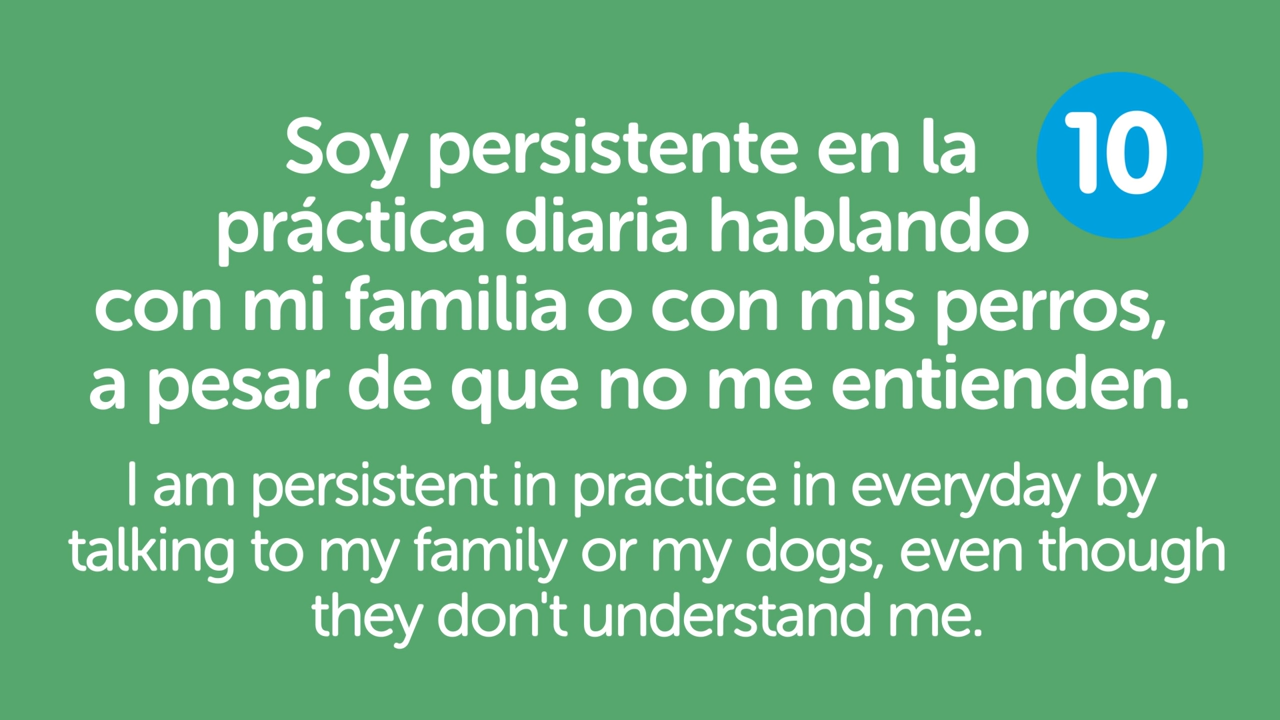 Soy persistente en la
10
práctica diaria hablando
con mi familia o con mis perros,
a pesar de que no me entienden.
I am persistent in practice in everyday by
talking to my family or my dogs, even though
they don't understand me.